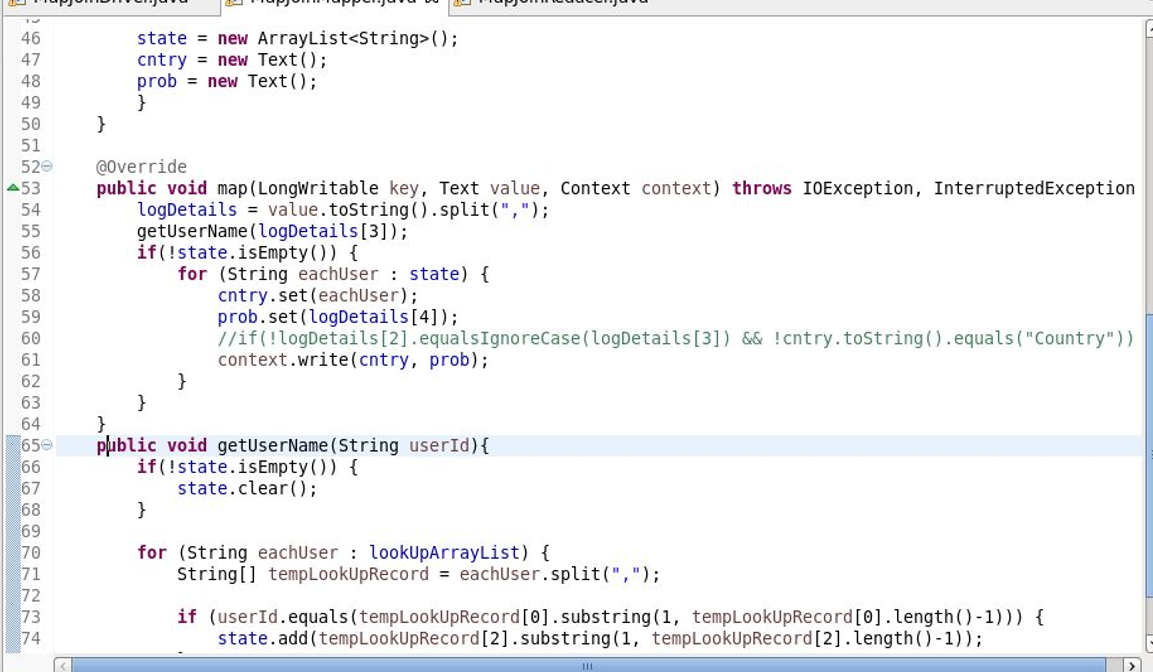 MapJoinDriver.java MapJoinMapper.java MapJoinReducer.java
45
46 state = new ArrayList<String>();
47 cntry = new Text();
48 prob = new Text();
49 }
50 }
51
52 @Override
53 public void map(LongWritable key, Text value, Context context) throws IOException, InterruptedException
54 logDetails = value.toString().split(",");
55 getUserName(logDetails[3]);
56 if(!state.isEmpty()) {
57 for (String eachUser : state) {
58 cntry.set(eachUser);
59 prob.set(logDetails[4]);
60 //if(!logDetails[2].equalsIgnoreCase(logDetails[3]) && !cntry.toString().equals("Country"))
61 context.write(cntry, prob);
62 }
63 }
64 }
65 public void getUserName(String userId){
66 if(!state.isEmpty()) {
67 state.clear();
68 }
69
70 for (String eachUser : lookUpArrayList) {
71 String[] tempLookUpRecord = eachUser.split(",");
72
73 if (userId.equals(tempLookUpRecord[0].substring(1, tempLookUpRecord[0].length()-1))) {
74 state.add(tempLookUpRecord[2].substring(1, tempLookUpRecord[2].length()-1));